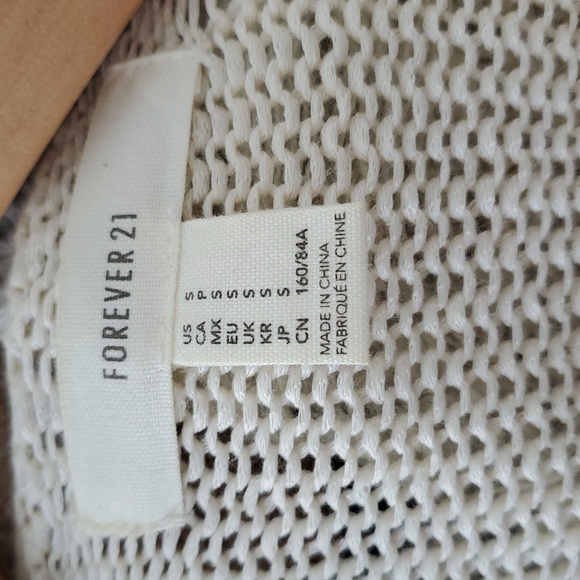 FOREVER 21
US S
CA P
MX S
EU S
UK S
KR S
JP S
CN 160/84A
MADE IN CHINA
FABRIQUÉ EN CHINE